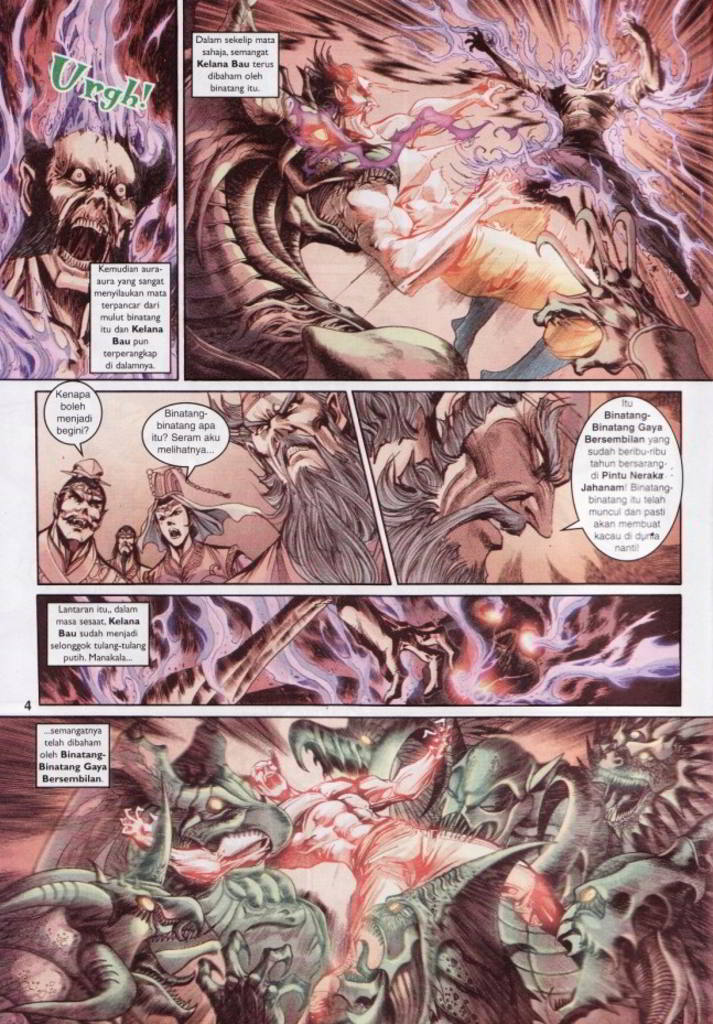 Urgh!
Kemudian aura-
aura yang sangat
menyilaukan mata
terpancar dari
mulut binatang
itu dan Kelana
Bau pun
terperangkap
di dalamnya.
Dalam sekelip mata
sahaja, semangat
Kelana Bau terus
dibaham oleh
binatang itu.
Kenapa
boleh
menjadi
begini?
Binatang-
binatang apa
itu? Seram aku
melihatnya...
Itu
Binatang-
Binatang Gaya
Bersembilan yang
sudah beribu-ribu
tahun bersarang
di Pintu Neraka
Jahanam! Binatang-
binatang itu telah
muncul dan pasti
akan membuat
kacau di dunia
nanti!
Lantaran itu,, dalam
masa sesaat, Kelana
Bau sudah menjadi
selonggok tulang-tulang
putih. Manakala...
4
...semangatnya
telah dibaham
oleh Binatang-
Binatang Gaya
Bersembilan.